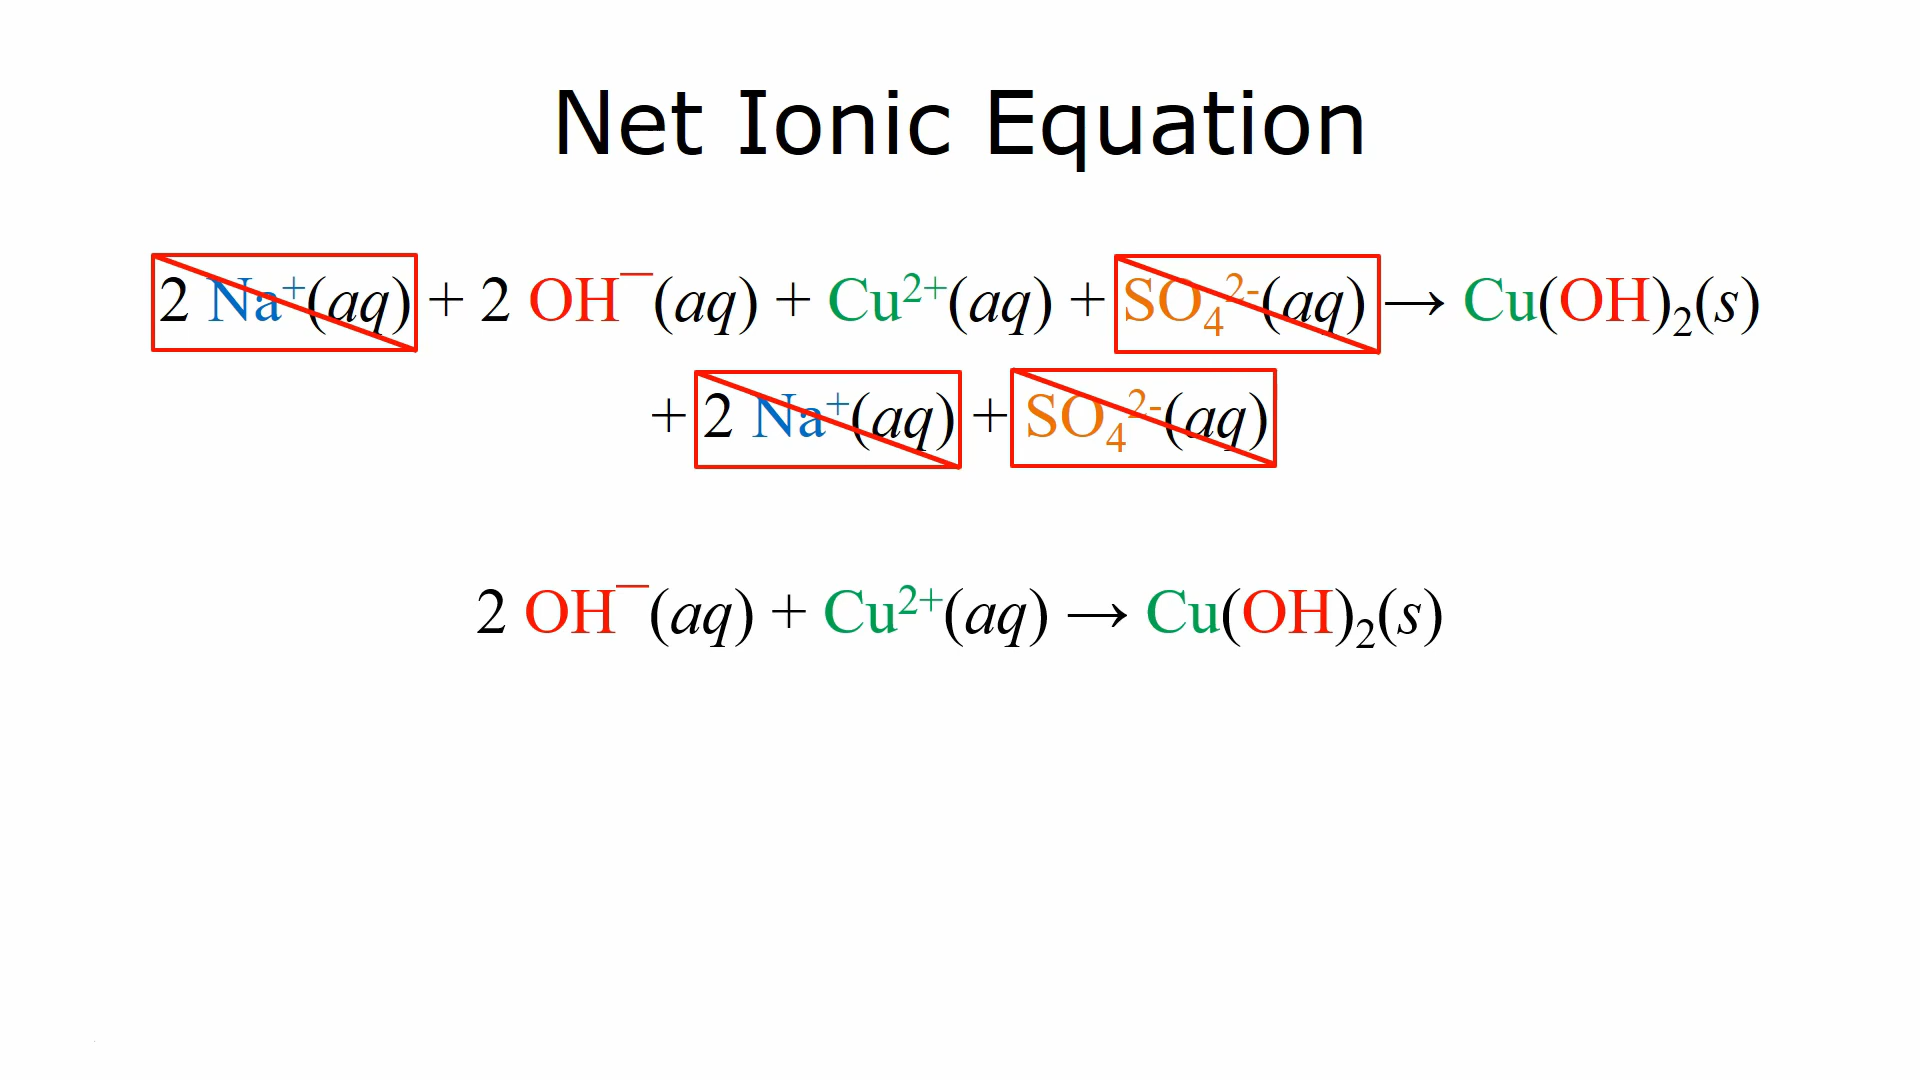 Net Ionic Equation
2 Na⁺(aq) + 2 OH⁻(aq) + Cu²⁺(aq) + SO₄²⁻(aq) → Cu(OH)₂(s)
+ 2 Na⁺(aq) + SO₄²⁻(aq)
2 OH⁻(aq) + Cu²⁺(aq) → Cu(OH)₂(s)